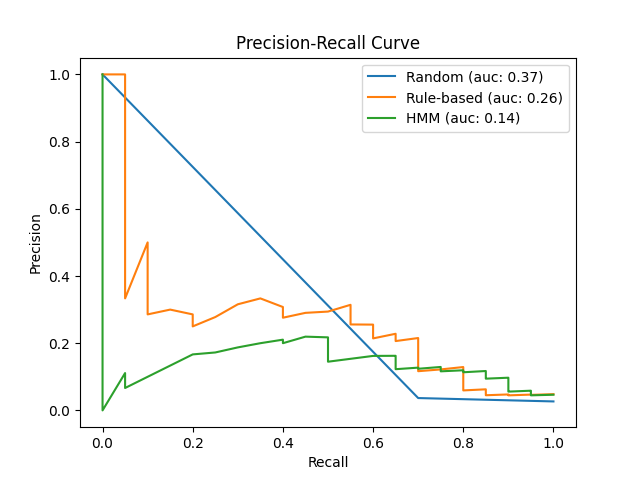 Precision-Recall Curve
Random (auc: 0.37)
Rule-based (auc: 0.26)
HMM (auc: 0.14)
1.0
0.8
0.6
0.4
0.2
0.0
Precision
0.0 0.2 0.4 0.6 0.8 1.0
Recall